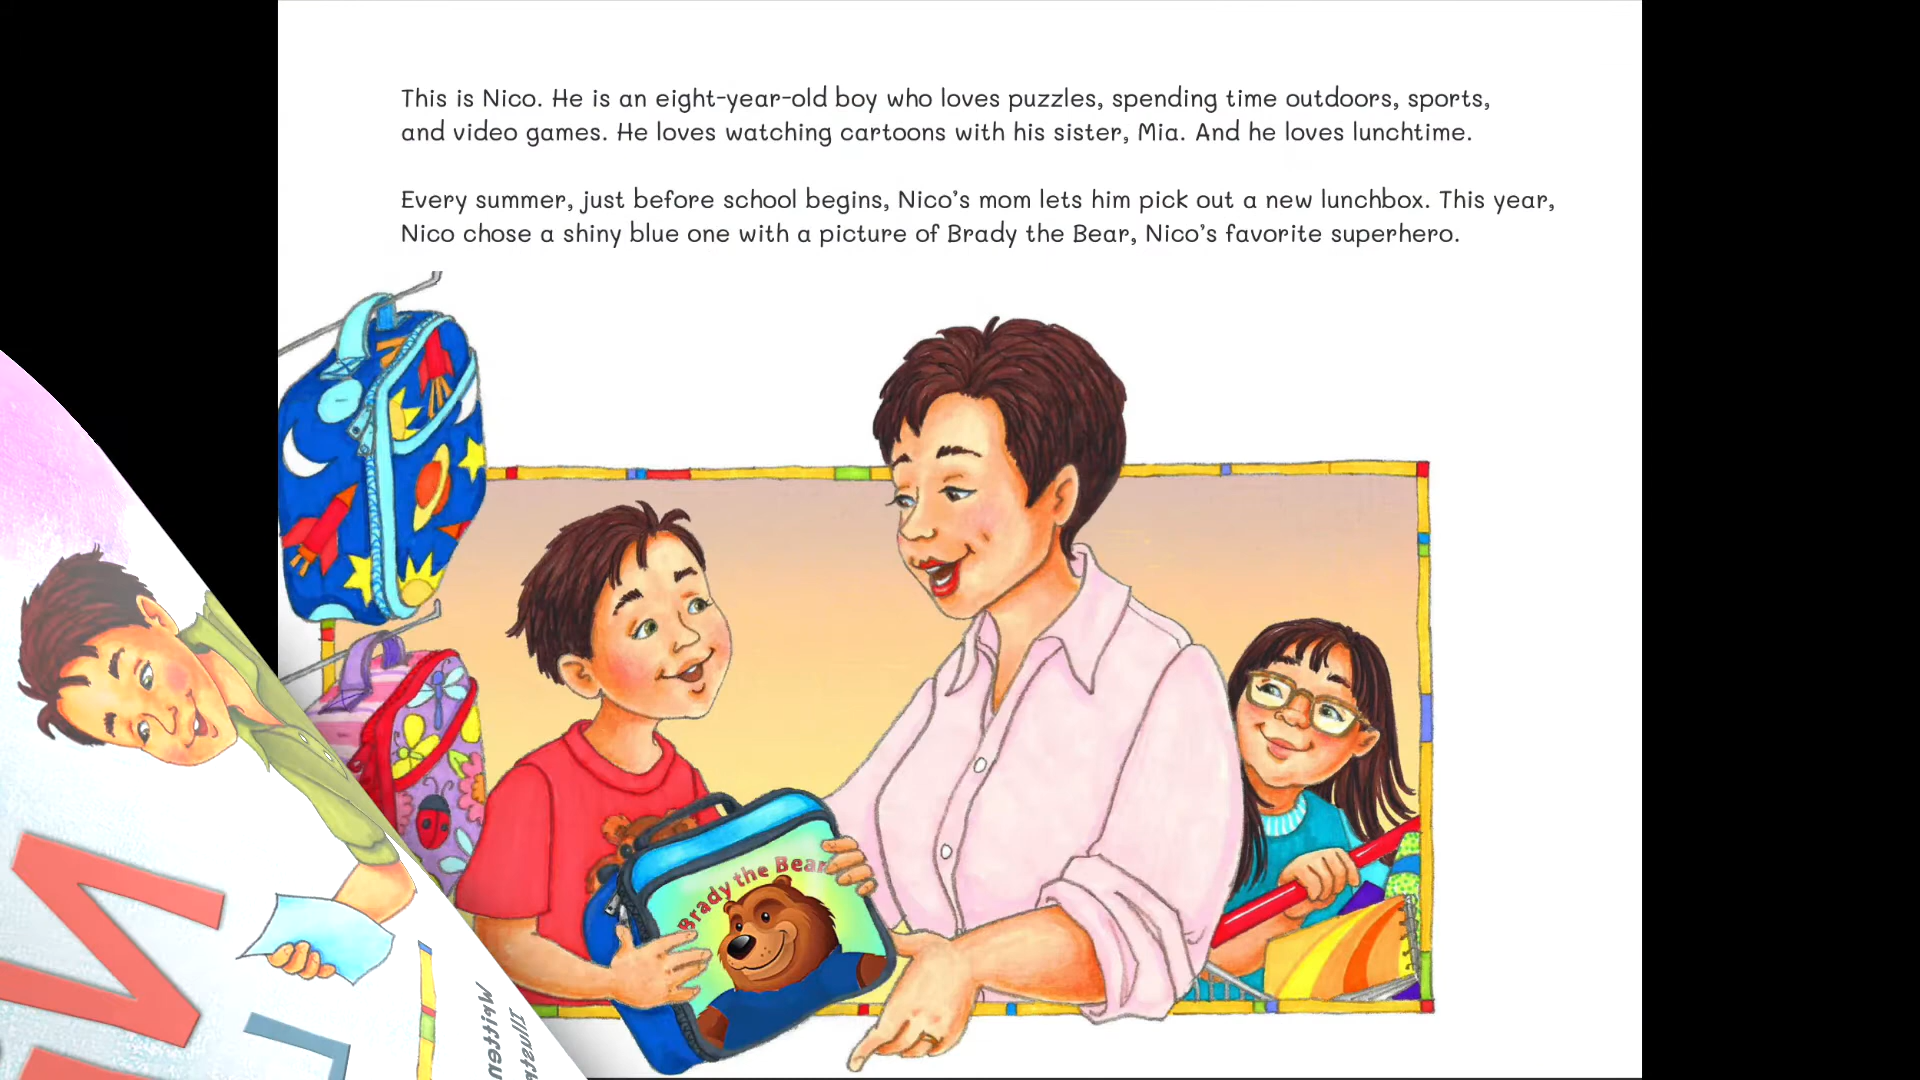 This is Nico. He is an eight-year-old boy who loves puzzles, spending time outdoors, sports,
and video games. He loves watching cartoons with his sister, Mia. And he loves lunchtime.
Every summer, just before school begins, Nico’s mom lets him pick out a new lunchbox. This year,
Nico chose a shiny blue one with a picture of Brady the Bear, Nico’s favorite superhero.
Brady the Bear